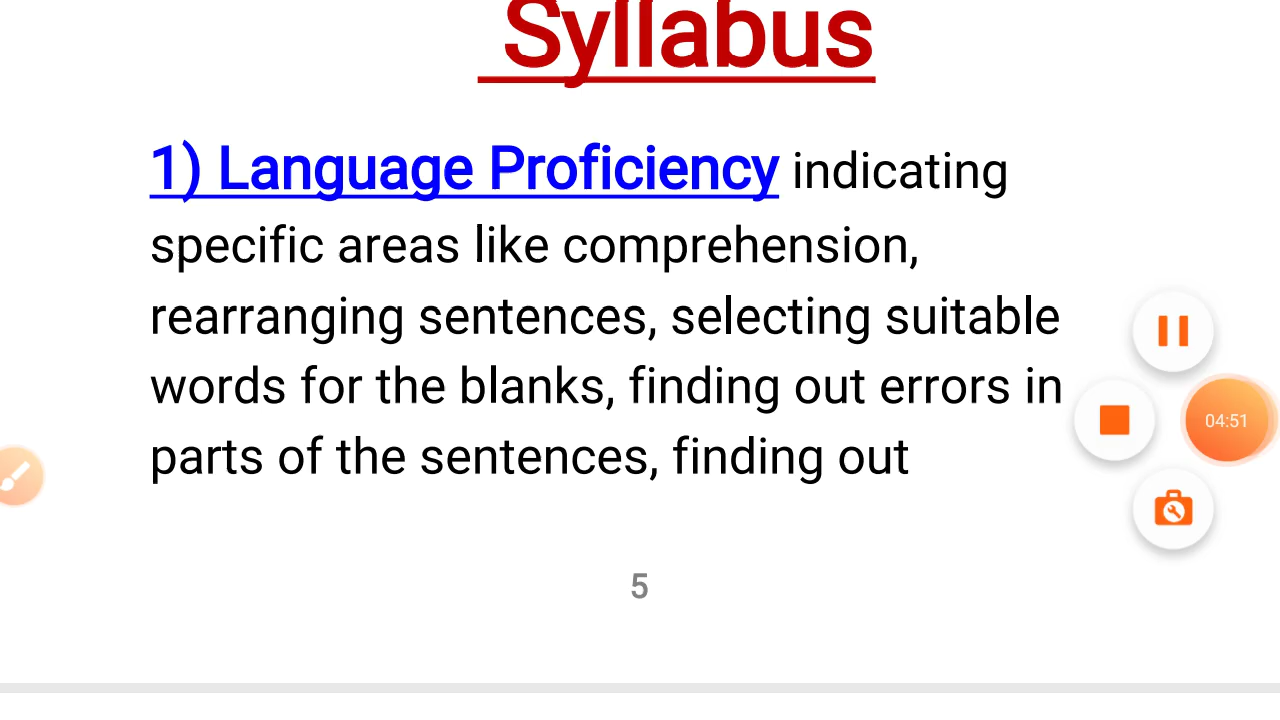 Syllabus
1) Language Proficiency indicating
specific areas like comprehension,
rearranging sentences, selecting suitable
words for the blanks, finding out errors in
parts of the sentences, finding out
04:51
5